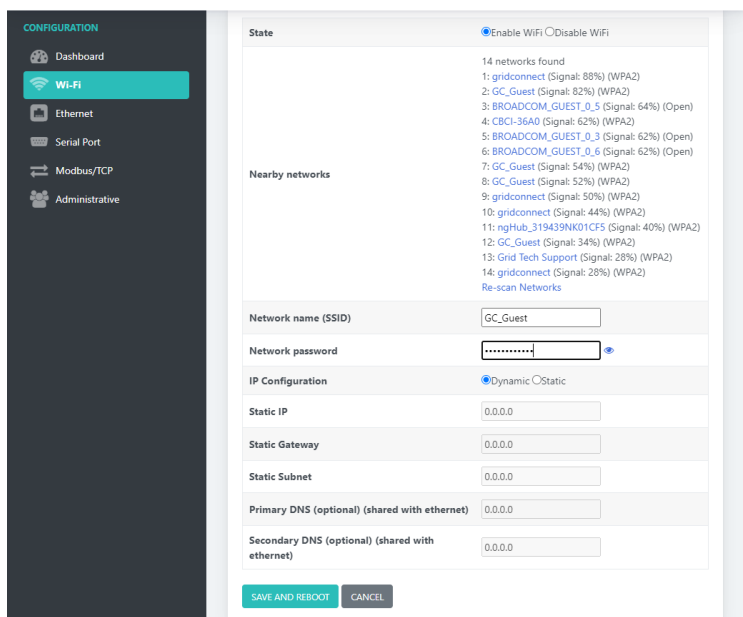 CONFIGURATION
Dashboard
Wi-Fi
Ethernet
Serial Port
Modbus/TCP
Administrative
State
Enable WiFi Disable WiFi
Nearby networks
14 networks found
1: gridconnect (Signal: 88%) (WPA2)
2: GC_Guest (Signal: 82%) (WPA2)
3: BROADCOM_GUEST_0_5 (Signal: 64%) (Open)
4: CBCI-36A0 (Signal: 62%) (WPA2)
5: BROADCOM_GUEST_0_3 (Signal: 62%) (Open)
6: BROADCOM_GUEST_0_6 (Signal: 62%) (Open)
7: GC_Guest (Signal: 54%) (WPA2)
8: GC_Guest (Signal: 52%) (WPA2)
9: gridconnect (Signal: 50%) (WPA2)
10: gridconnect (Signal: 44%) (WPA2)
11: ngHub_319439NK01CF5 (Signal: 40%) (WPA2)
12: GC_Guest (Signal: 34%) (WPA2)
13: Grid Tech Support (Signal: 28%) (WPA2)
14: gridconnect (Signal: 28%) (WPA2)
Re-scan Networks
Network name (SSID)
GC_Guest
Network password
••••••••••••
IP Configuration
Dynamic Static
Static IP
0.0.0.0
Static Gateway
0.0.0.0
Static Subnet
0.0.0.0
Primary DNS (optional) (shared with ethernet)
0.0.0.0
Secondary DNS (optional) (shared with
ethernet)
0.0.0.0
SAVE AND REBOOT
CANCEL